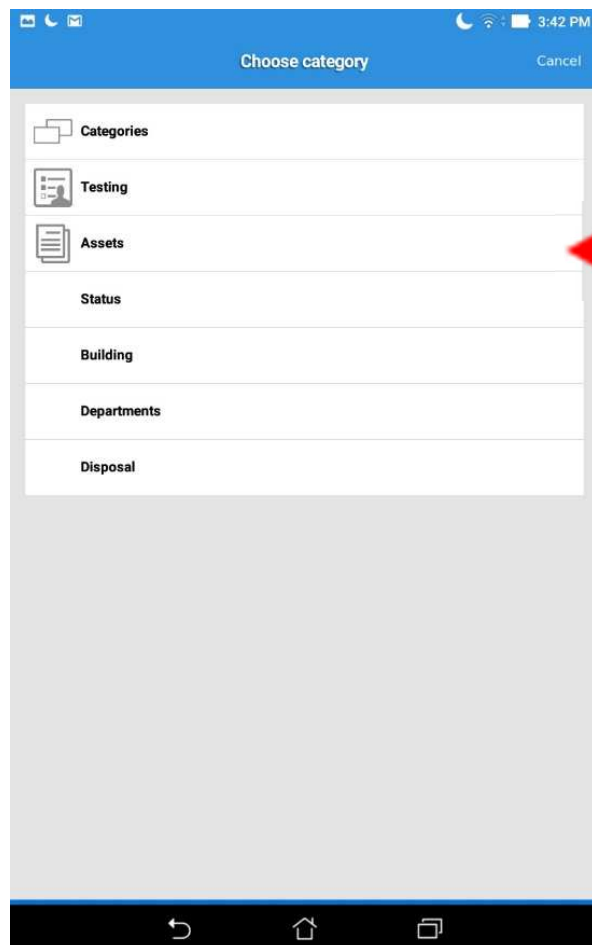 3:42 PM
Choose category
Cancel
Categories
Testing
Assets
Status
Building
Departments
Disposal